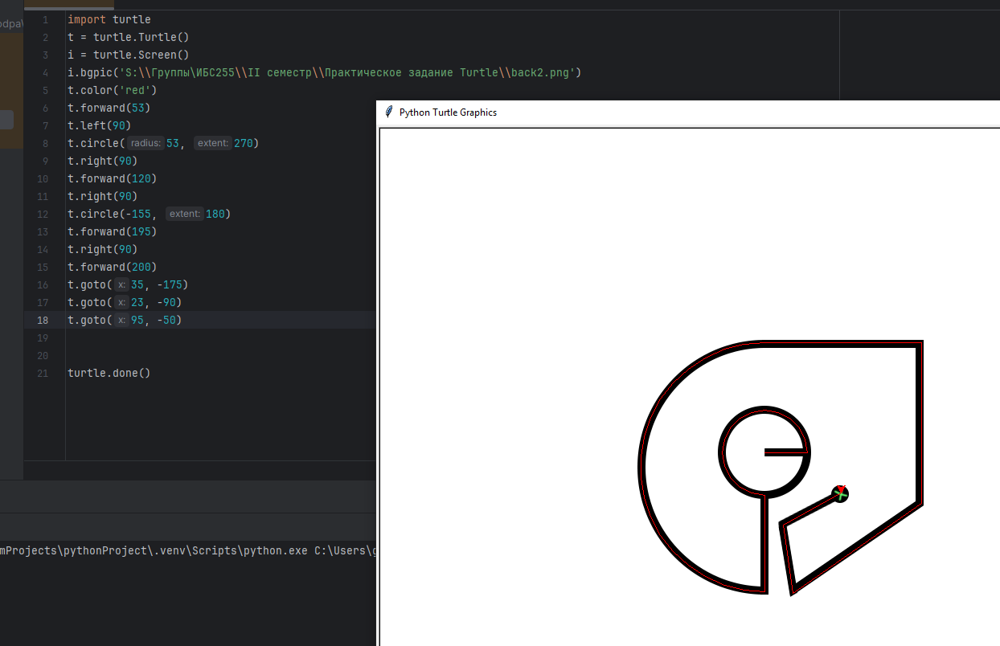 odpa\
1 import turtle
2 t = turtle.Turtle()
3 i = turtle.Screen()
4 i.bgpic('S:\\Группы\ИБС255\\II семестр\\Практическое задание Turtle\\back2.png')
5 t.color('red')
6 t.forward(53)
7 t.left(90)
8 t.circle( radius: 53, extent: 270)
9 t.right(90)
10 t.forward(120)
11 t.right(90)
12 t.circle(-155, extent: 180)
13 t.forward(195)
14 t.right(90)
15 t.forward(200)
16 t.goto( x: 35, -175)
17 t.goto( x: 23, -90)
18 t.goto( x: 95, -50)
19
20
21 turtle.done()
Python Turtle Graphics
mProjects\pythonProject\.venv\Scripts\python.exe C:\Users\g